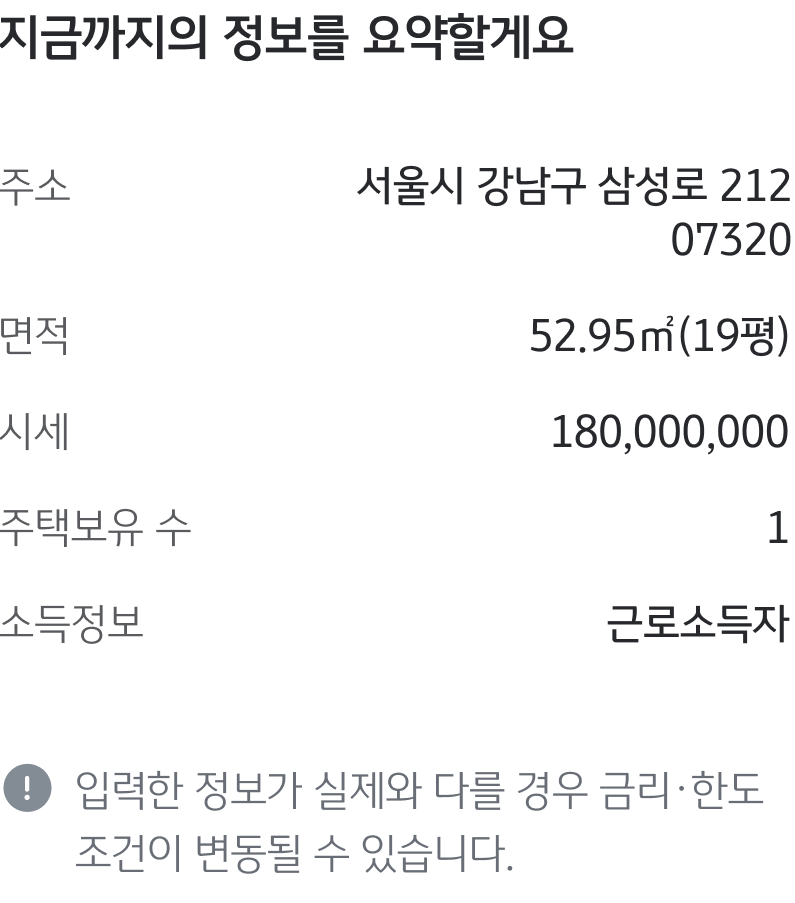 지금까지의 정보를 요약할게요
주소 서울시 강남구 삼성로 212
07320
면적 52.95㎡(19평)
시세 180,000,000
주택보유 수 1
소득정보 근로소득자
입력한 정보가 실제와 다를 경우 금리·한도
조건이 변동될 수 있습니다.